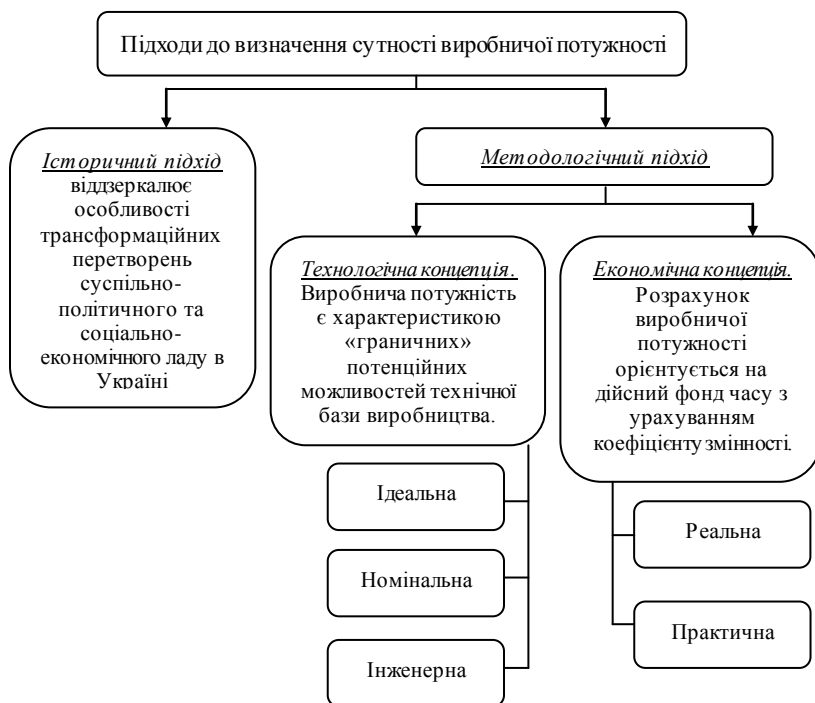 Підходи до визначення сутності виробничої потужності
Історичний підхід
віддзеркалює
особливості
трансформаційних
перетворень
суспільно-
політичного та
соціально-
економічного ладу в
Україні
Методологічний підхід
Технологічна концепція.
Виробнича потужність
є характеристикою
«граничних»
потенційних
можливостей технічної
бази виробництва.
Економічна концепція.
Розрахунок
виробничої
потужності
орієнтується на
дійсний фонд часу з
урахуванням
коефіцієнту змінності.
Ідеальна
Номінальна
Інженерна
Реальна
Практична